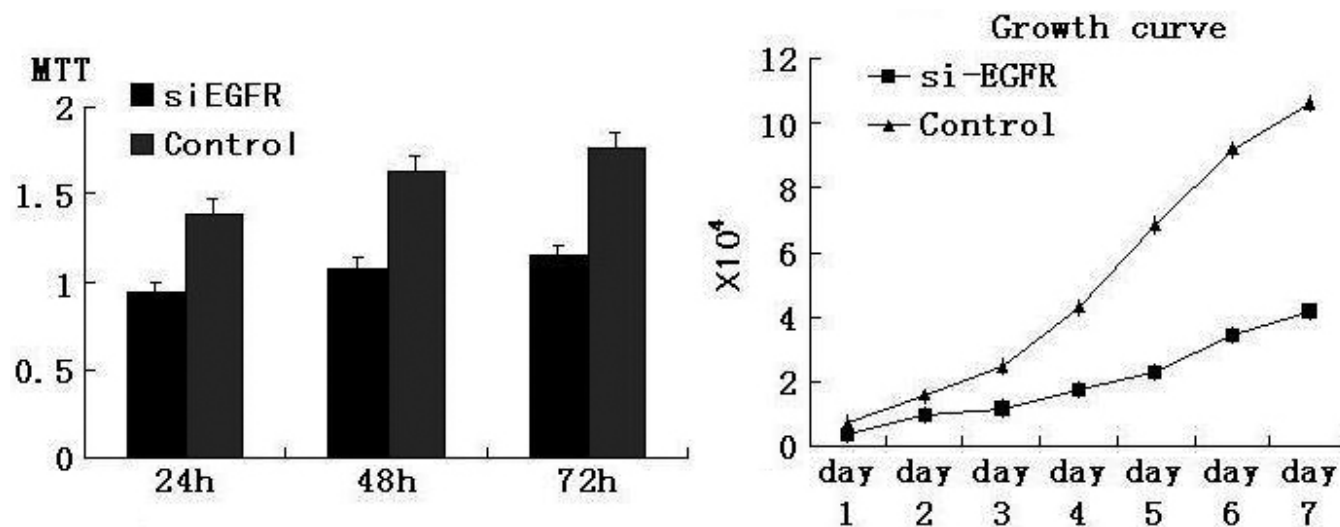 MTT
siEGFR
Control
2
1.5
1
0.5
0
24h 48h 72h
Growth curve
si-EGFR
Control
X10⁴
12
10
8
6
4
2
0
day day day day day day day
1 2 3 4 5 6 7